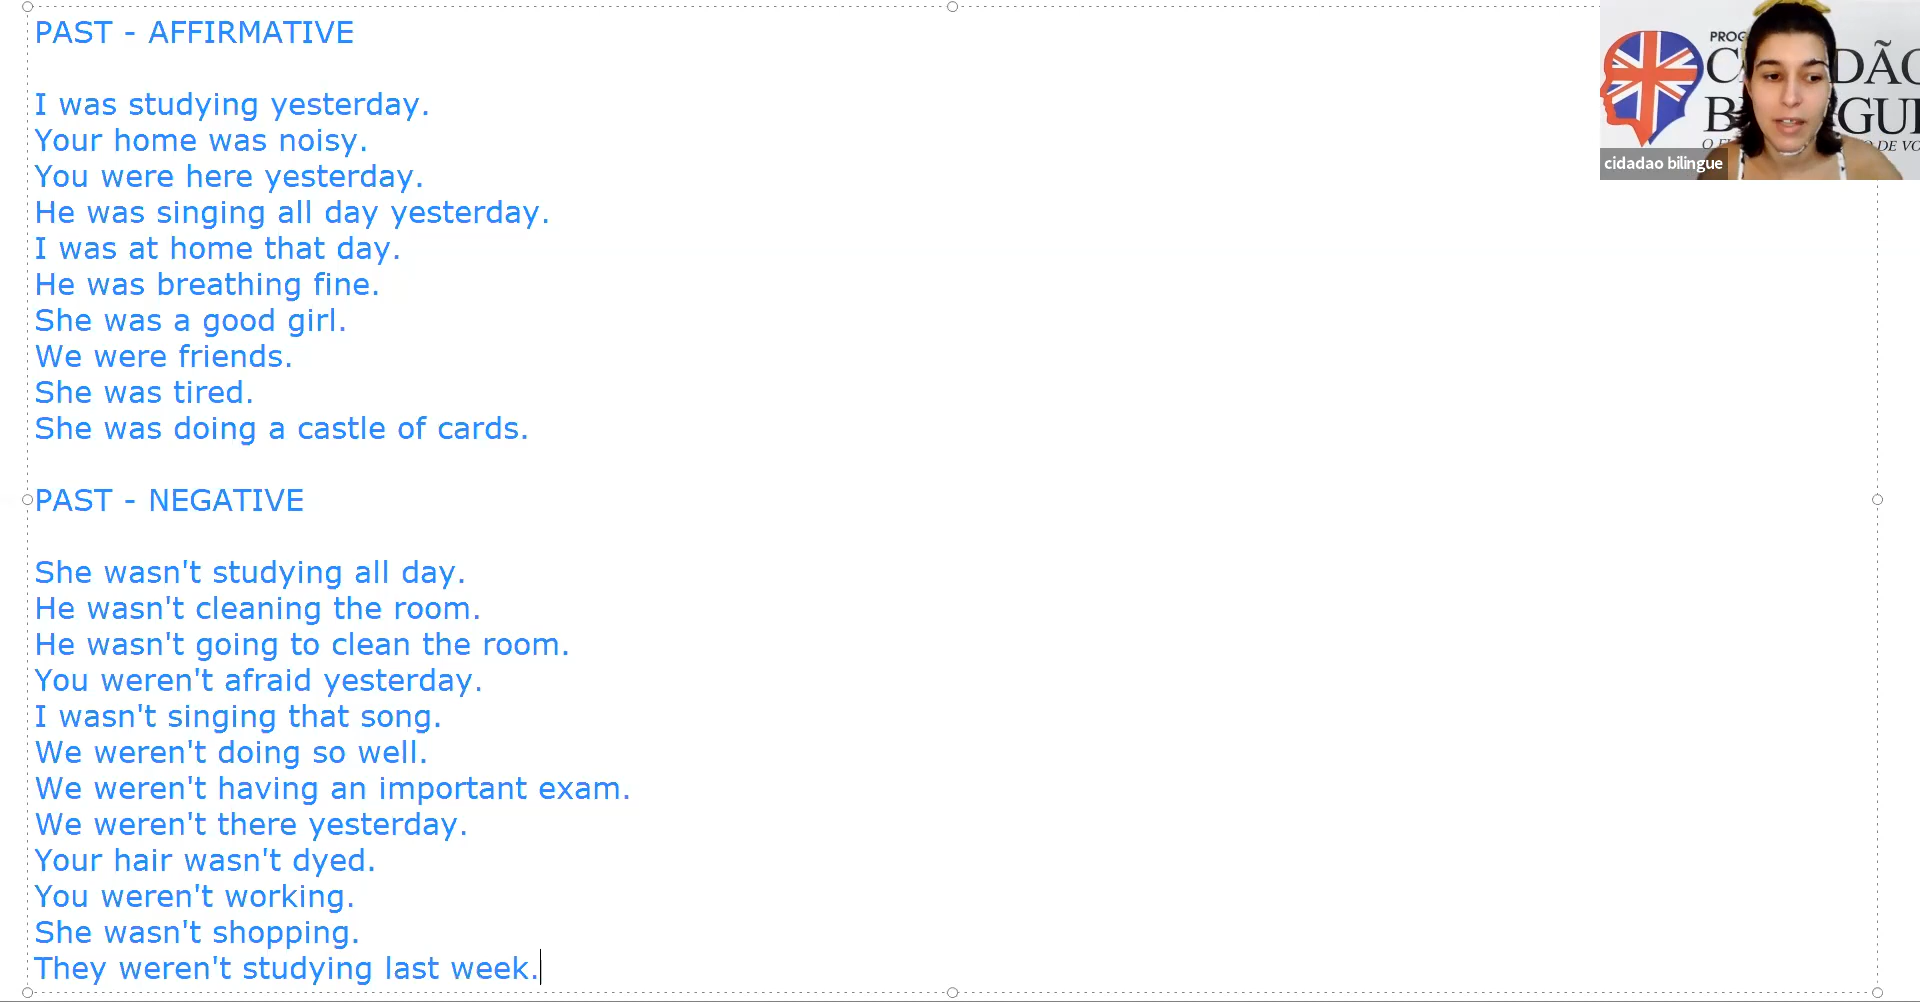 PAST - AFFIRMATIVE
I was studying yesterday.
Your home was noisy.
You were here yesterday.
He was singing all day yesterday.
I was at home that day.
He was breathing fine.
She was a good girl.
We were friends.
She was tired.
She was doing a castle of cards.
PAST - NEGATIVE
She wasn't studying all day.
He wasn't cleaning the room.
He wasn't going to clean the room.
You weren't afraid yesterday.
I wasn't singing that song.
We weren't doing so well.
We weren't having an important exam.
We weren't there yesterday.
Your hair wasn't dyed.
You weren't working.
She wasn't shopping.
They weren't studying last week.
cidadao bilingue